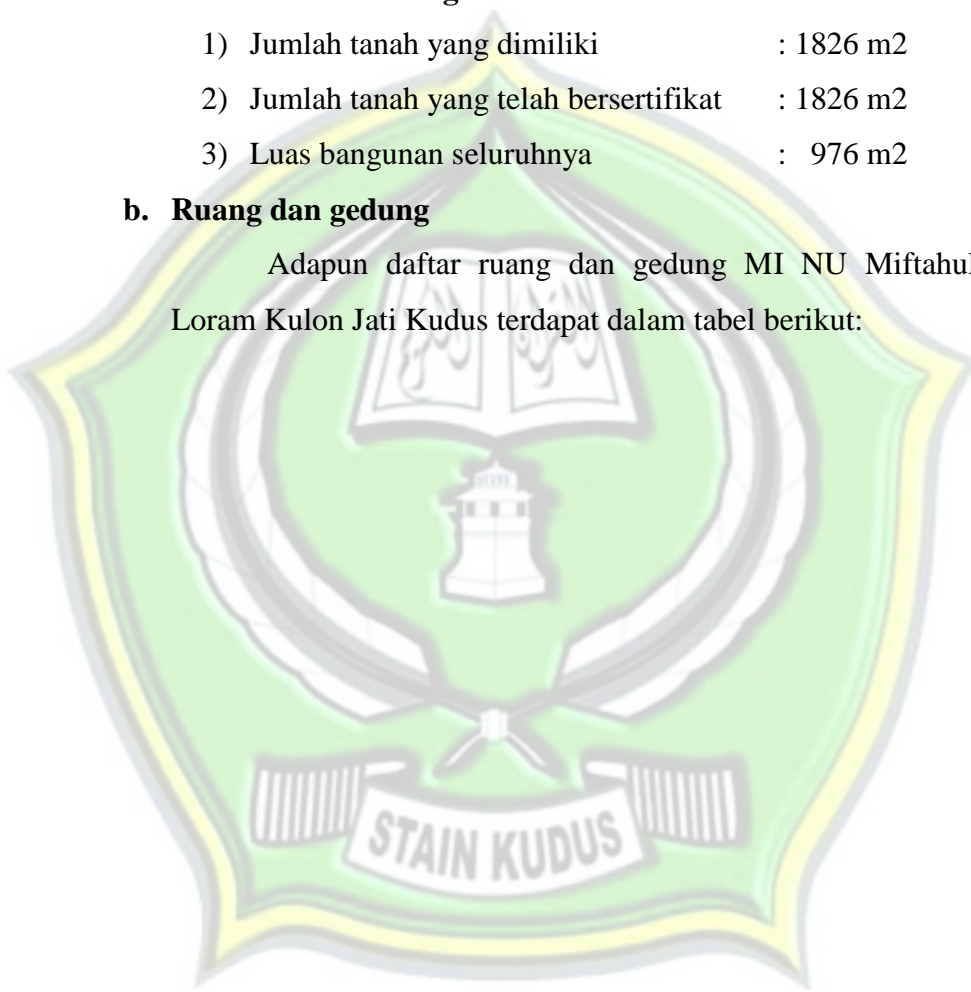 1) Jumlah tanah yang dimili​ki : 1826 m2
2) Jumlah tanah yang telah bersertifikat : 1826 m2
3) Luas bangunan seluruhnya : 976 m2
b. Ruang dan gedung
Adapun daftar ruang dan gedung MI NU Miftahul
Loram Kulon Jati Kudus terdapat dalam tabel berikut:
STAIN KUDUS